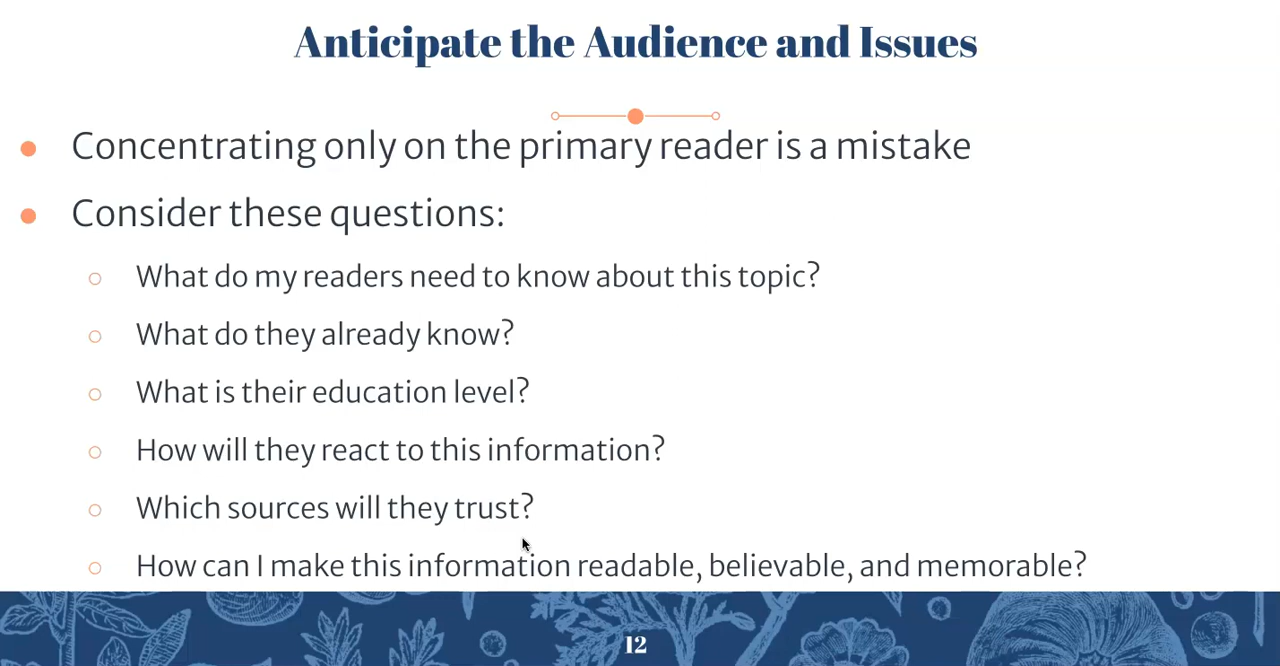 Anticipate the Audience and Issues
Concentrating only on the primary reader is a mistake
Consider these questions:
What do my readers need to know about this topic?
What do they already know?
What is their education level?
How will they react to this information?
Which sources will they trust?
How can I make this information readable, believable, and memorable?
12